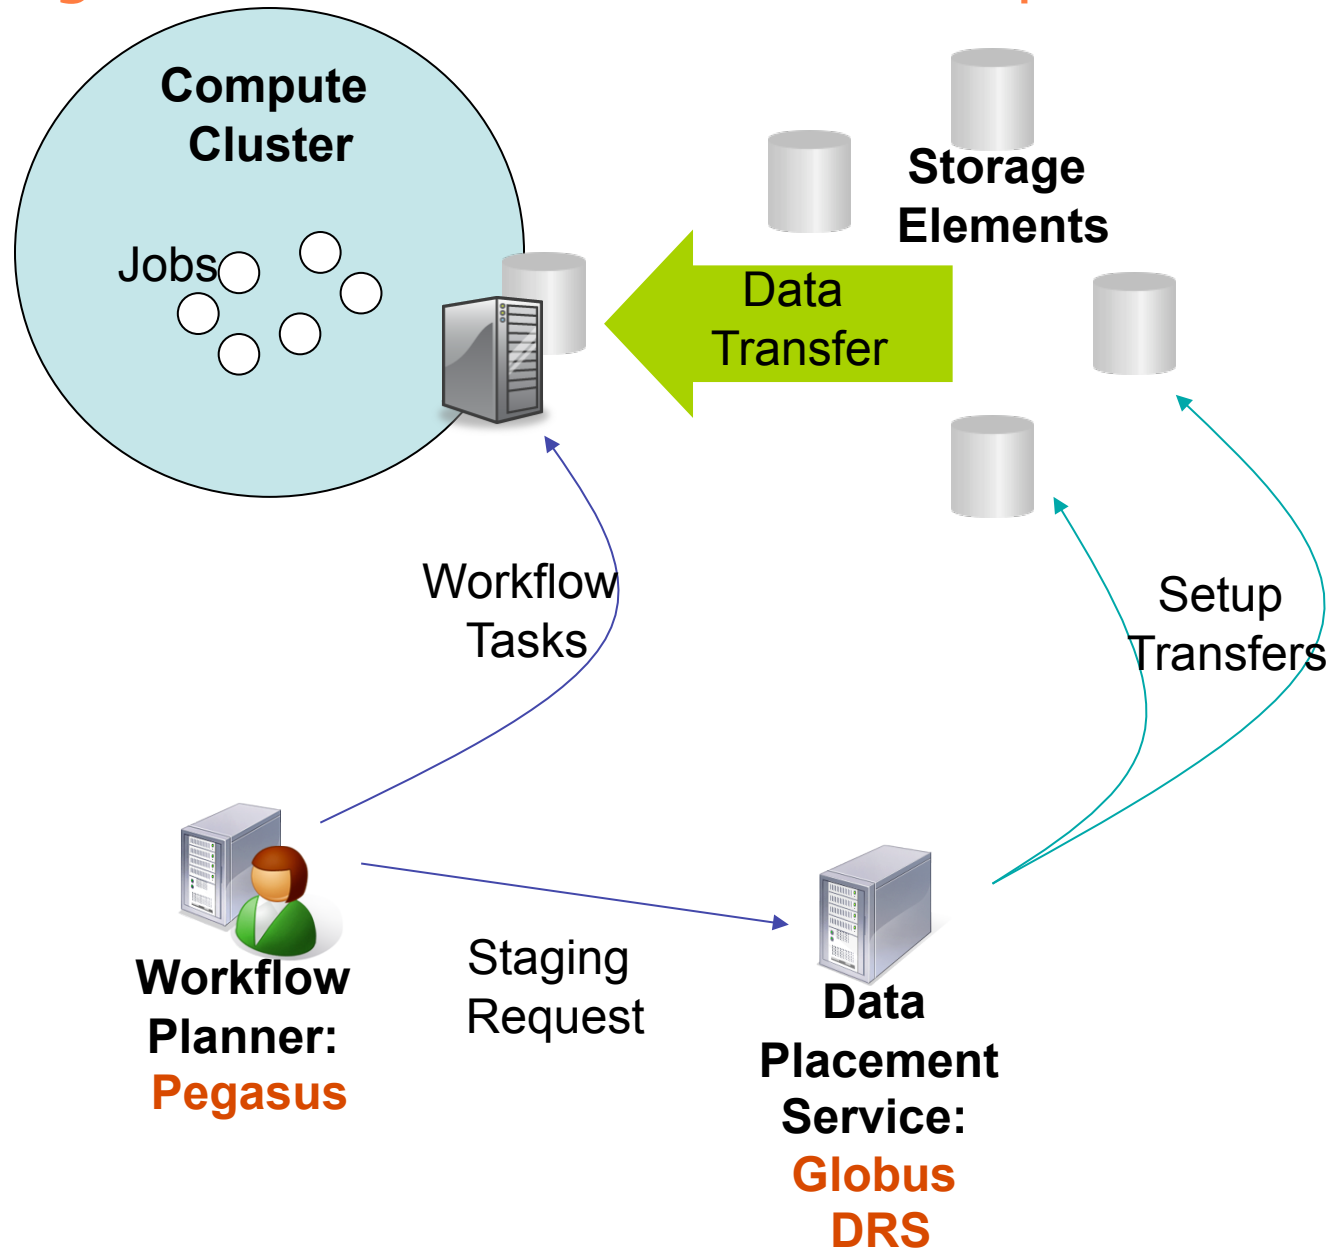 Compute
Cluster
Storage
Elements
Jobs
Data
Transfer
Workflow
Tasks
Setup
Transfers
Staging
Request
Workflow
Planner:
Pegasus
Data
Placement
Service:
Globus
DRS